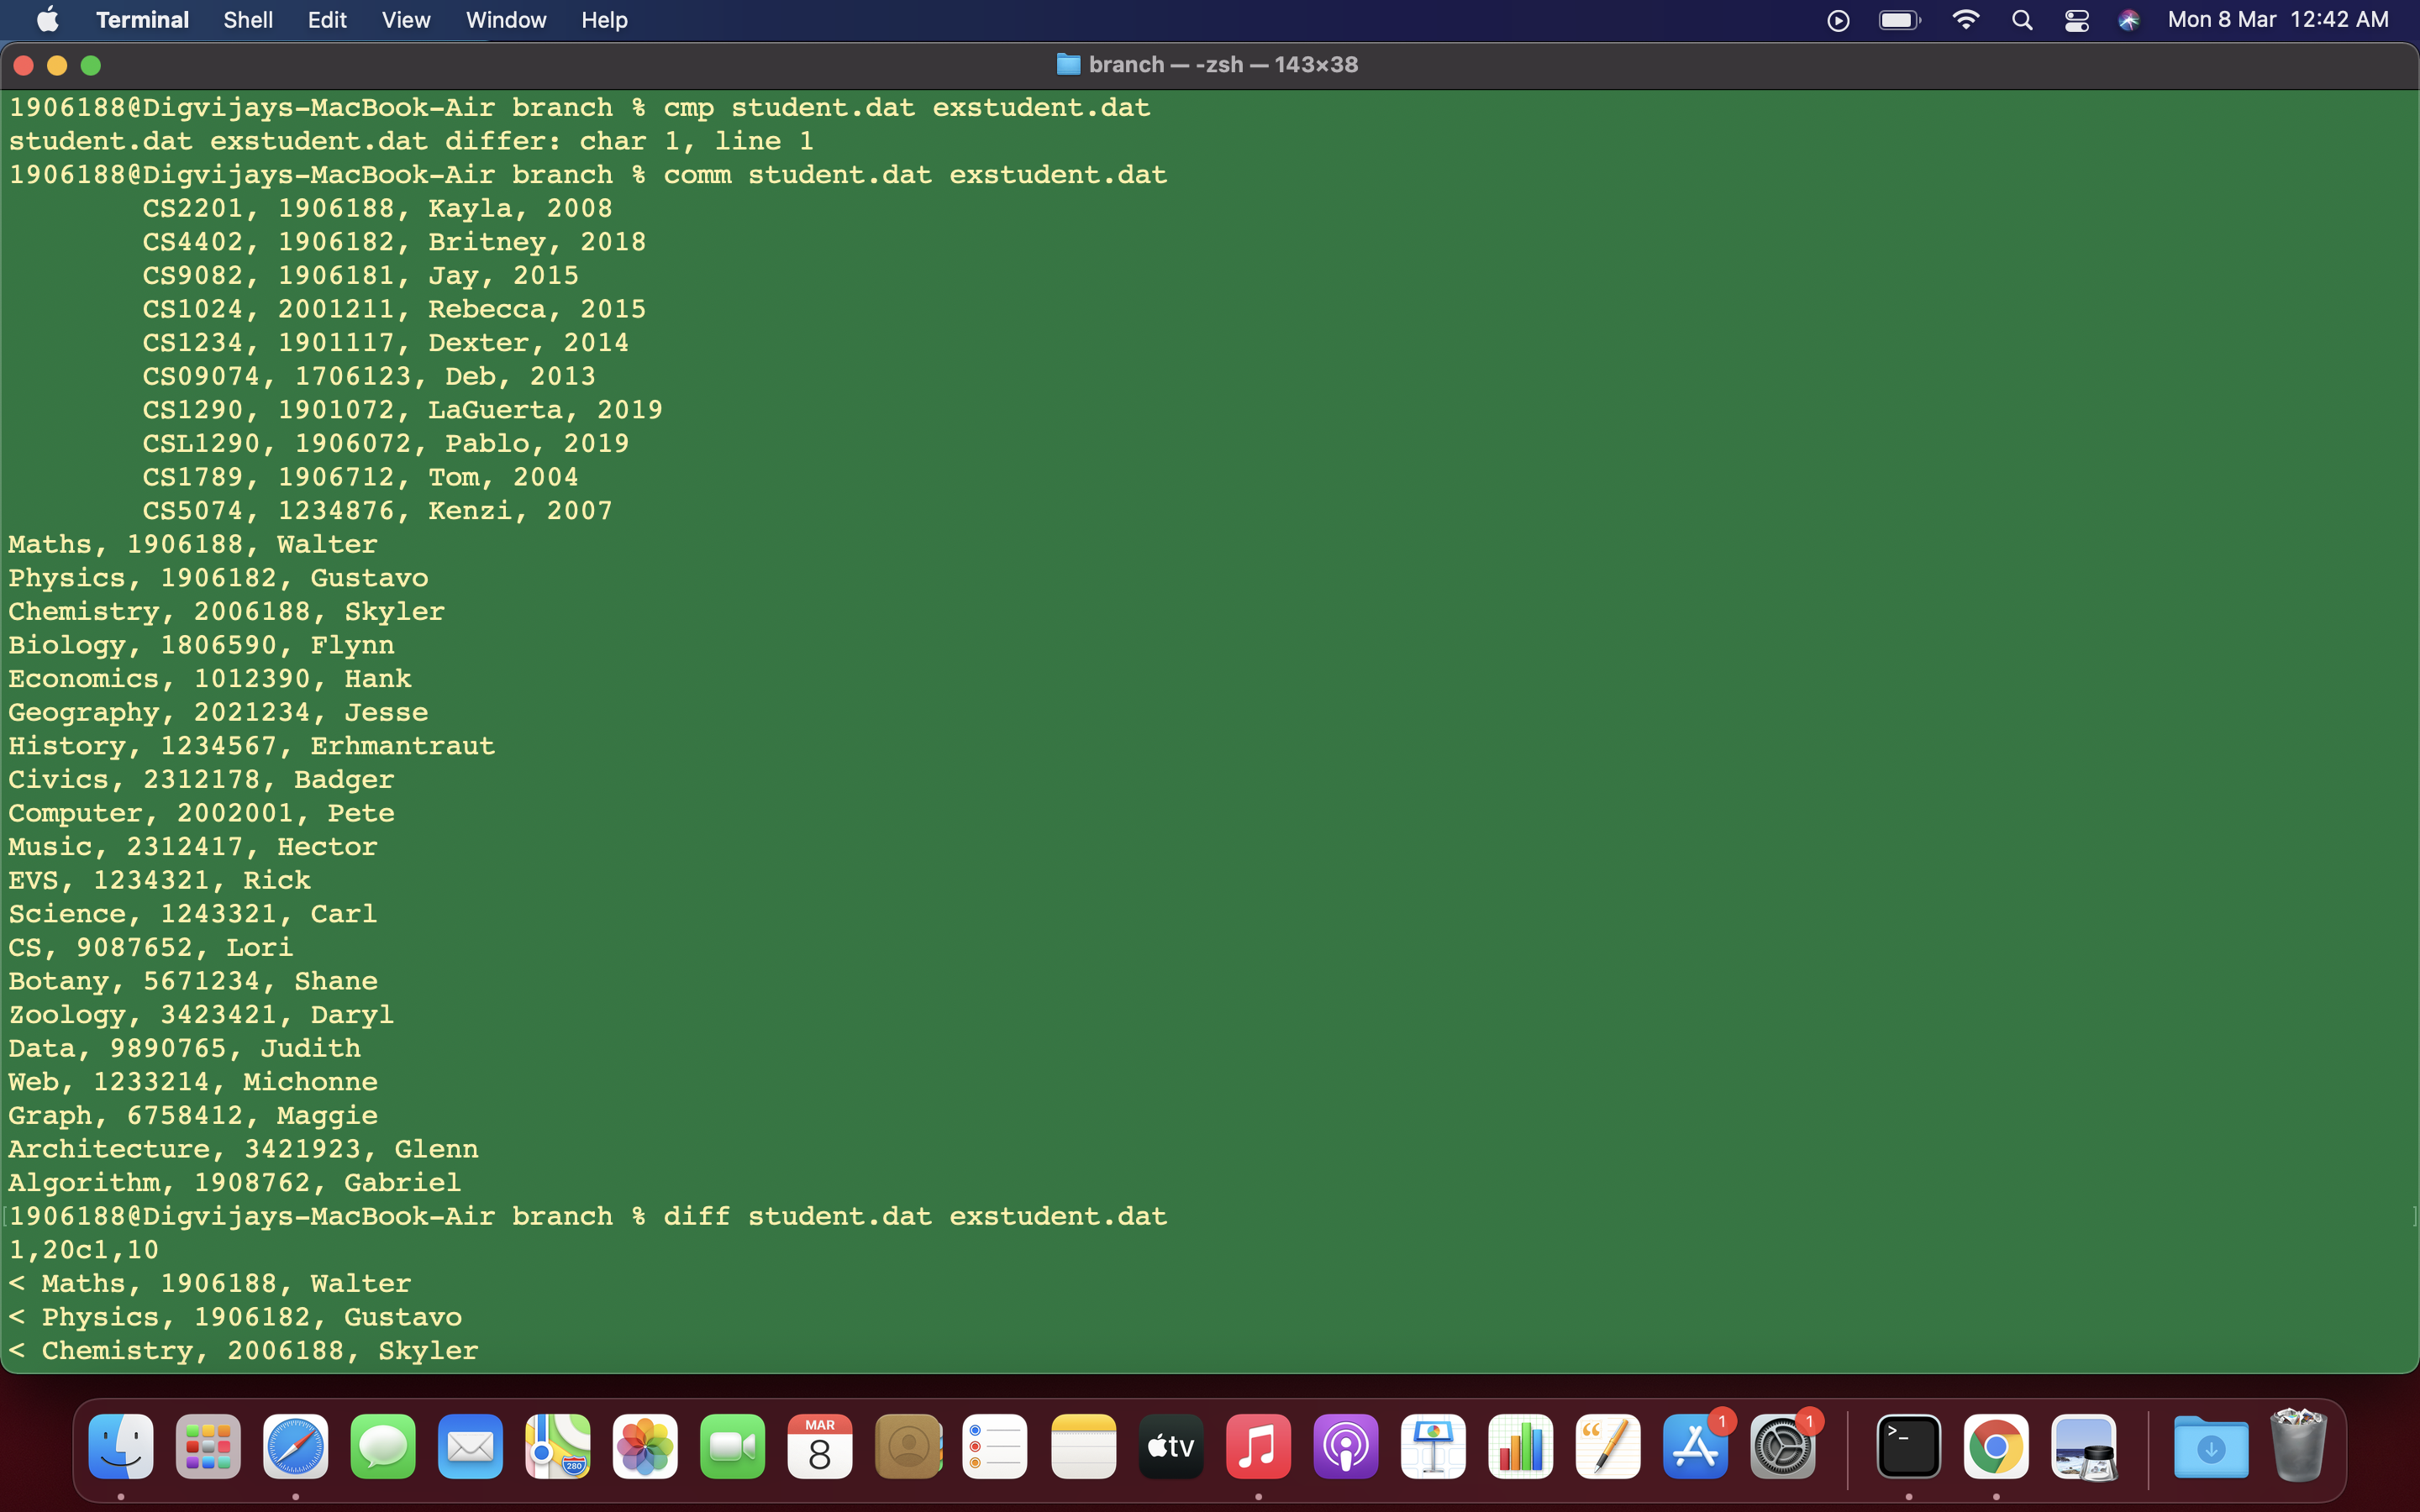 Terminal Shell Edit View Window Help Mon 8 Mar 12:42 AM
branch — -zsh — 143×38
1906188@Digvijays-MacBook-Air branch % cmp student.dat exstudent.dat
student.dat exstudent.dat differ: char 1, line 1
1906188@Digvijays-MacBook-Air branch % comm student.dat exstudent.dat
CS2201, 1906188, Kayla, 2008
CS4402, 1906182, Britney, 2018
CS9082, 1906181, Jay, 2015
CS1024, 2001211, Rebecca, 2015
CS1234, 1901117, Dexter, 2014
CS09074, 1706123, Deb, 2013
CS1290, 1901072, LaGuerta, 2019
CSL1290, 1906072, Pablo, 2019
CS1789, 1906712, Tom, 2004
CS5074, 1234876, Kenzi, 2007
Maths, 1906188, Walter
Physics, 1906182, Gustavo
Chemistry, 2006188, Skyler
Biology, 1806590, Flynn
Economics, 1012390, Hank
Geography, 2021234, Jesse
History, 1234567, Erhmantraut
Civics, 2312178, Badger
Computer, 2002001, Pete
Music, 2312417, Hector
EVS, 1234321, Rick
Science, 1243321, Carl
CS, 9087652, Lori
Botany, 5671234, Shane
Zoology, 3423421, Daryl
Data, 9890765, Judith
Web, 1233214, Michonne
Graph, 6758412, Maggie
Architecture, 3421923, Glenn
Algorithm, 1908762, Gabriel
[1906188@Digvijays-MacBook-Air branch % diff student.dat exstudent.dat ]
1,20c1,10
< Maths, 1906188, Walter
< Physics, 1906182, Gustavo
< Chemistry, 2006188, Skyler
280 MAR 8 tv 1 1 >_